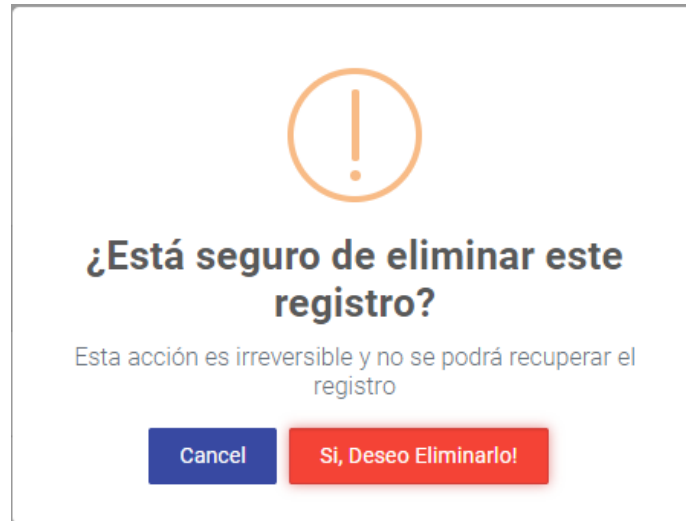 ¿Está seguro de eliminar este
registro?
Esta acción es irreversible y no se podrá recuperar el
registro
Cancel
Si, Deseo Eliminarlo!